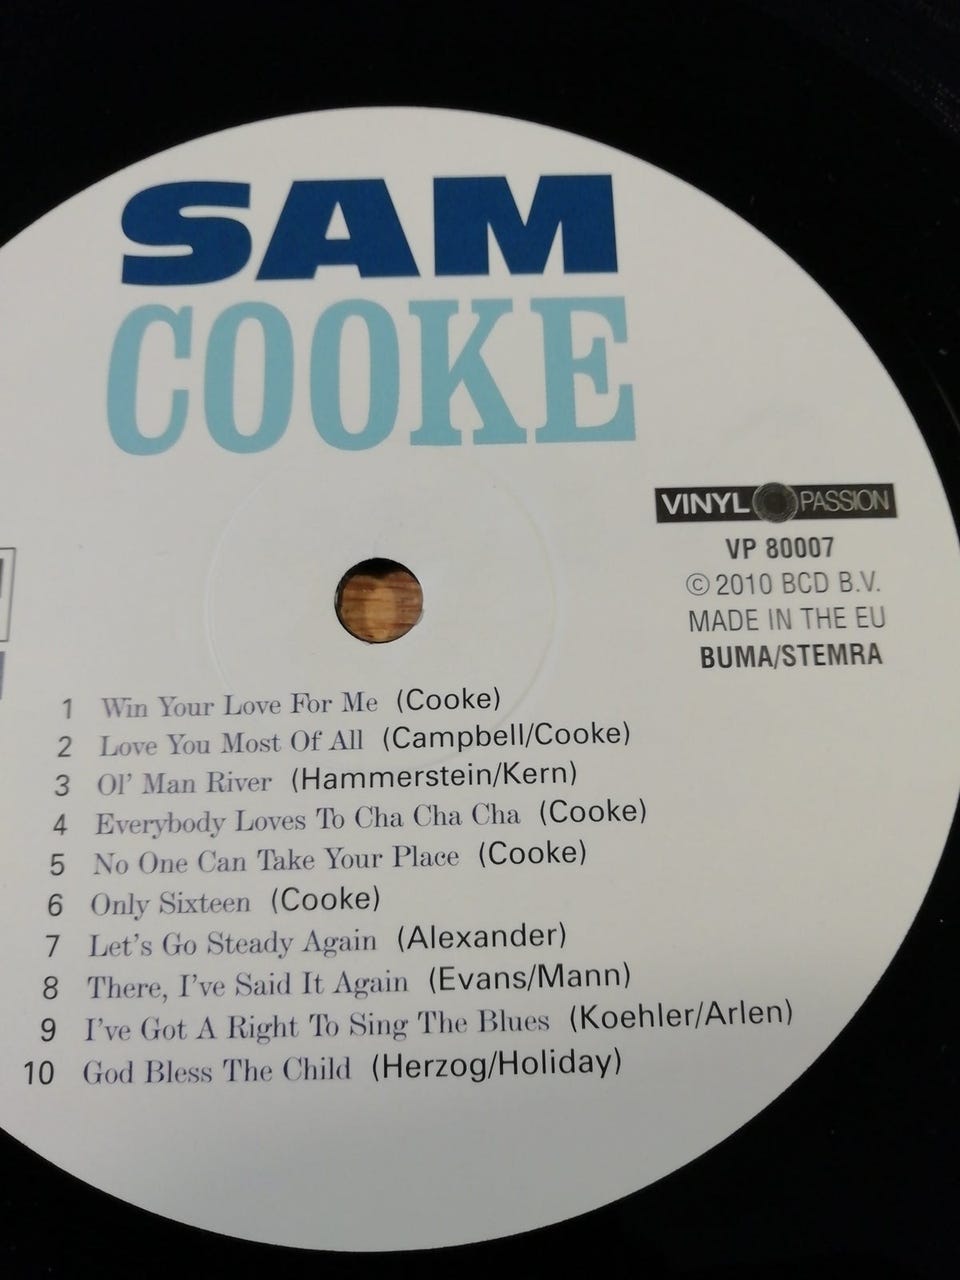 SAM
COOKE
VINYL PASSION
VP 80007
© 2010 BCD B.V.
MADE IN THE EU
BUMA/STEMRA
1 Win Your Love For Me (Cooke)
2 Love You Most Of All (Campbell/Cooke)
3 Ol' Man River (Hammerstein/Kern)
4 Everybody Loves To Cha Cha Cha (Cooke)
5 No One Can Take Your Place (Cooke)
6 Only Sixteen (Cooke)
7 Let's Go Steady Again (Alexander)
8 There, I've Said It Again (Evans/Mann)
9 I've Got A Right To Sing The Blues (Koehler/Arlen)
10 God Bless The Child (Herzog/Holiday)